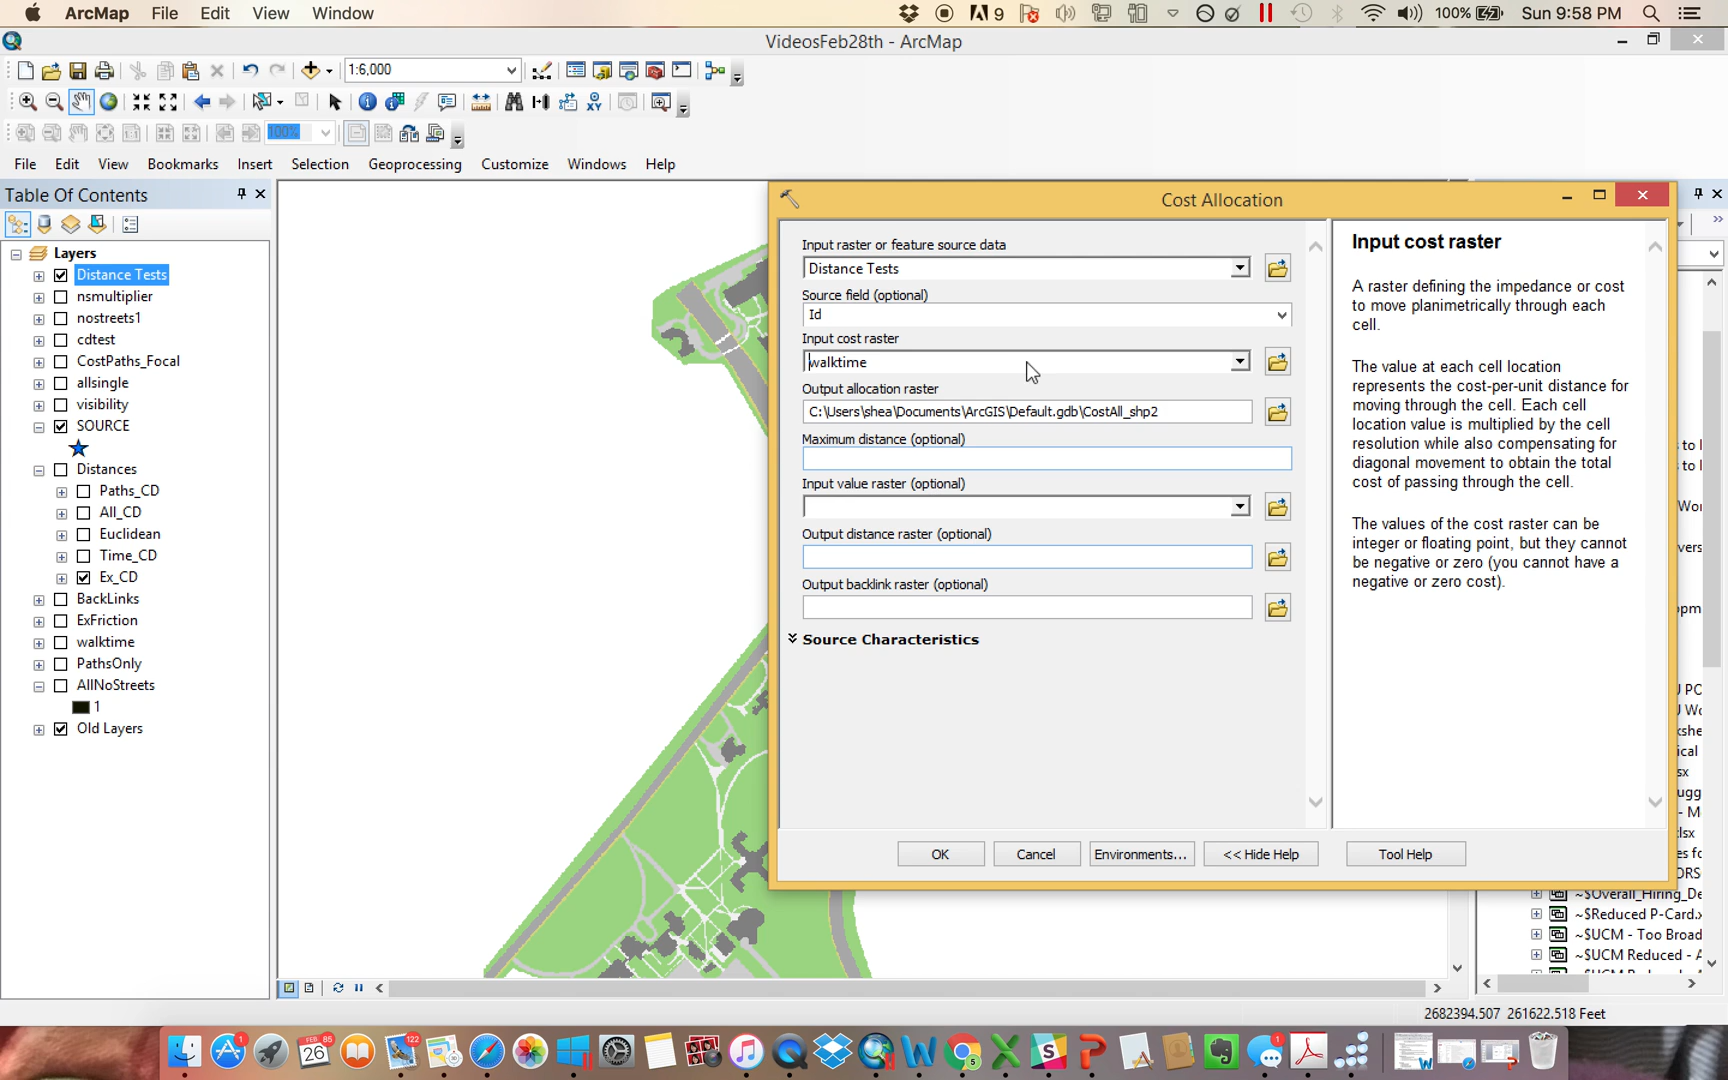 ArcMap File Edit View Window
9 100% Sun 9:58 PM
VideosFeb28th - ArcMap
1:6,000
100%
File Edit View Bookmarks Insert Selection Geoprocessing Customize Windows Help
Table Of Contents
Layers
Distance Tests
nsmultiplier
nostreets1
cdtest
CostPaths_Focal
allsingle
visibility
SOURCE
Distances
Paths_CD
All_CD
Euclidean
Time_CD
Ex_CD
BackLinks
ExFriction
walktime
PathsOnly
AllNoStreets
1
Old Layers
Cost Allocation
Input raster or feature source data
Distance Tests
Source field (optional)
Id
Input cost raster
walktime
Output allocation raster
C:\Users\shea\Documents\ArcGIS\Default.gdb\CostAll_shp2
Maximum distance (optional)
Input value raster (optional)
Output distance raster (optional)
Output backlink raster (optional)
Source Characteristics
OK Cancel Environments... << Hide Help Tool Help
Input cost raster
A raster defining the impedance or cost
to move planimetrically through each
cell.
The value at each cell location
represents the cost-per-unit distance for
moving through the cell. Each cell
location value is multiplied by the cell
resolution while also compensating for
diagonal movement to obtain the total
cost of passing through the cell.
The values of the cost raster can be
integer or floating point, but they cannot
be negative or zero (you cannot have a
negative or zero cost).
~$Overall_Hiring_De
~$Reduced P-Card.x
~$UCM - Too Broad
~$UCM Reduced - A
2682394.507 261622.518 Feet